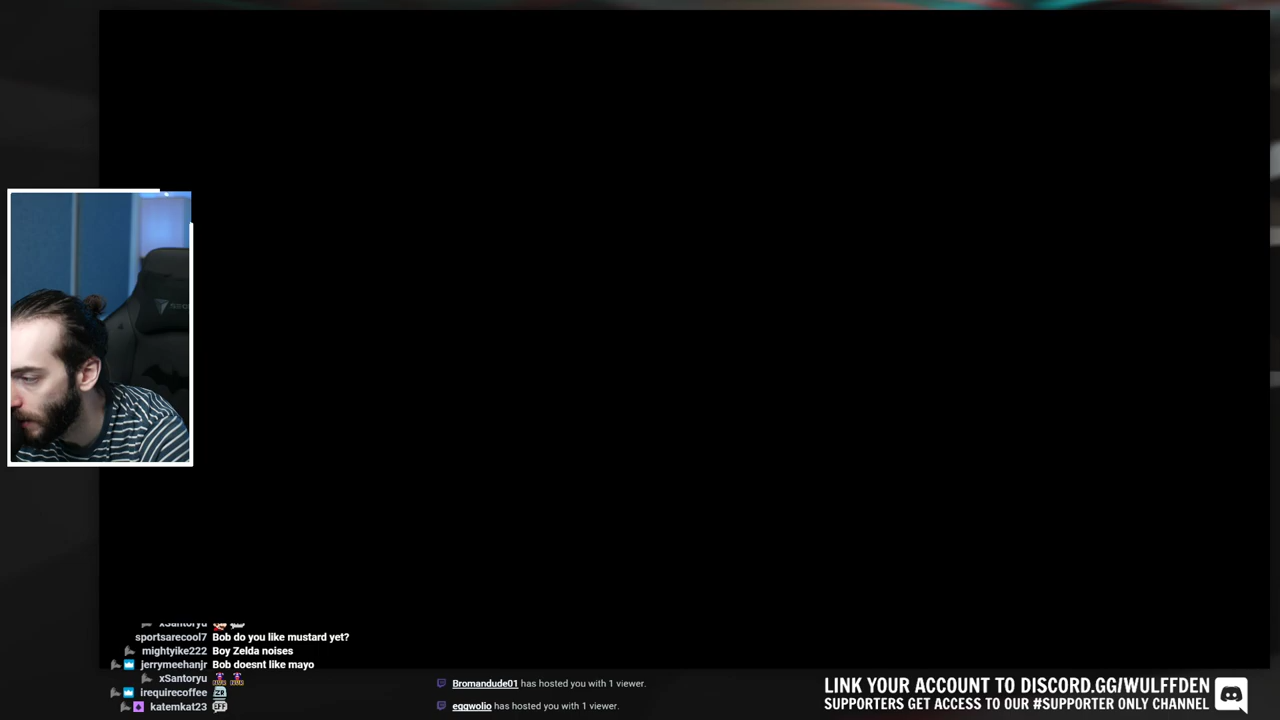 xSantoryu
sportsarecool7 Bob do you like mustard yet?
mightyike222 Boy Zelda noises
jerrymeehanjr Bob doesnt like mayo
xSantoryu
irequirecoffee ZR
katemkat23
Bromandude01 has hosted you with 1 viewer.
eggwolio has hosted you with 1 viewer.
LINK YOUR ACCOUNT TO DISCORD.GG/WULFFDEN
SUPPORTERS GET ACCESS TO OUR #SUPPORTER ONLY CHANNEL